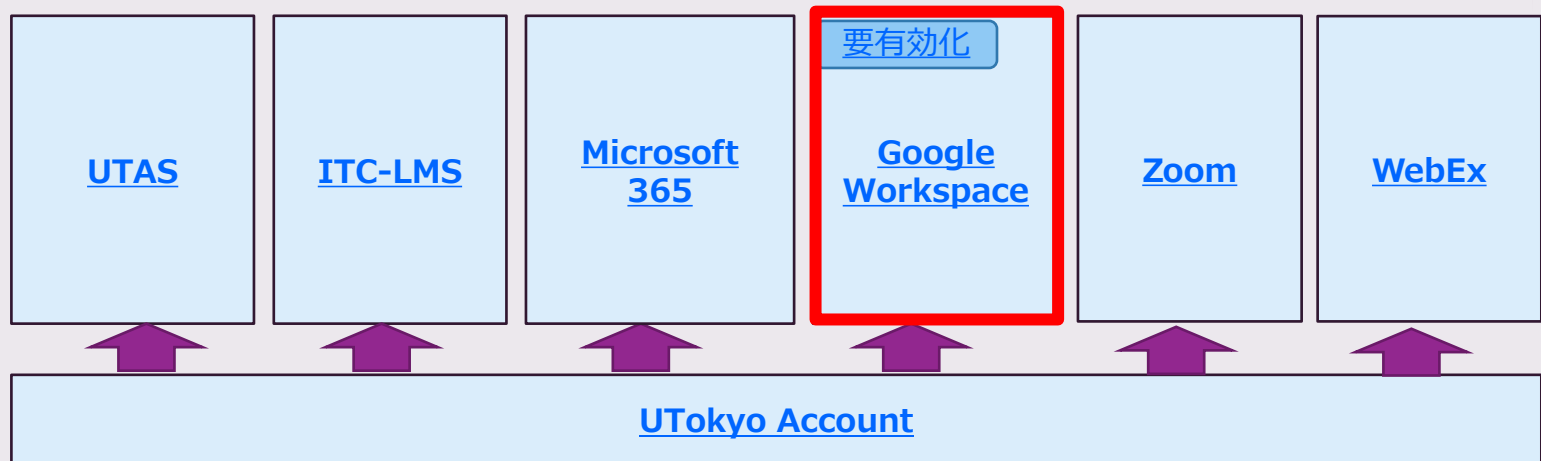 要有効化
UTAS
ITC-LMS
Microsoft
365
Google
Workspace
Zoom
WebEx
UTokyo Account